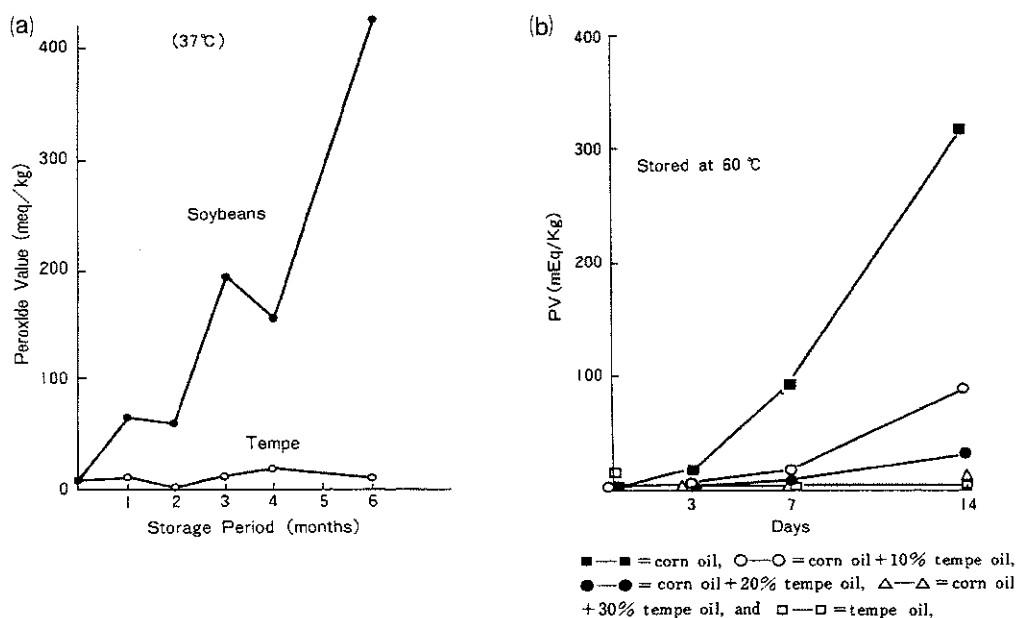 (a)
(37℃)
400
300
200
100
0
Peroxide Value (meq/kg)
Soybeans
Tempe
1 2 3 4 5 6
Storage Period (months)
(b)
400
300
200
100
PV (mEq/Kg)
Stored at 60 ℃
3 7 14
Days
■—■ = corn oil, ○—○ = corn oil + 10% tempe oil,
●—● = corn oil + 20% tempe oil, △—△ = corn oil
+ 30% tempe oil, and □—□ = tempe oil,